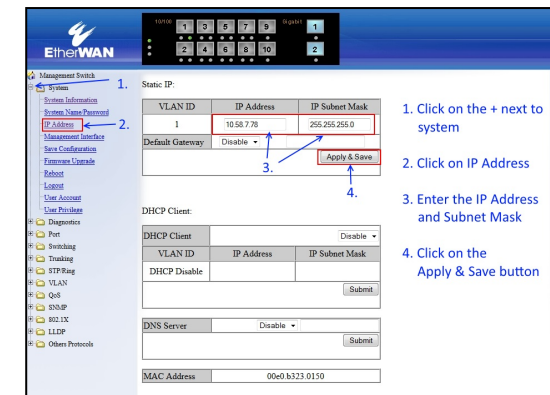 10/100
Gigabit
1 3 5 7 9 1
2 4 6 8 10 2
EtherWAN
Management Switch
System
1.
System Information
System Name/Password
IP Address
2.
Management Interface
Save Configuration
Firmware Upgrade
Reboot
Logout
User Account
User Privilege
Diagnostics
Port
Switching
Trunking
STP/Ring
VLAN
QoS
SNMP
802.1X
LLDP
Others Protocols
Static IP:
VLAN ID IP Address IP Subnet Mask
1 10.58.7.78 255.255.255.0
Default Gateway Disable
3.
Apply & Save
4.
DHCP Client:
DHCP Client Disable
VLAN ID IP Address IP Subnet Mask
DHCP Disable
Submit
DNS Server Disable
Submit
MAC Address 00e0.b323.0150
1. Click on the + next to
system
2. Click on IP Address
3. Enter the IP Address
and Subnet Mask
4. Click on the
Apply & Save button